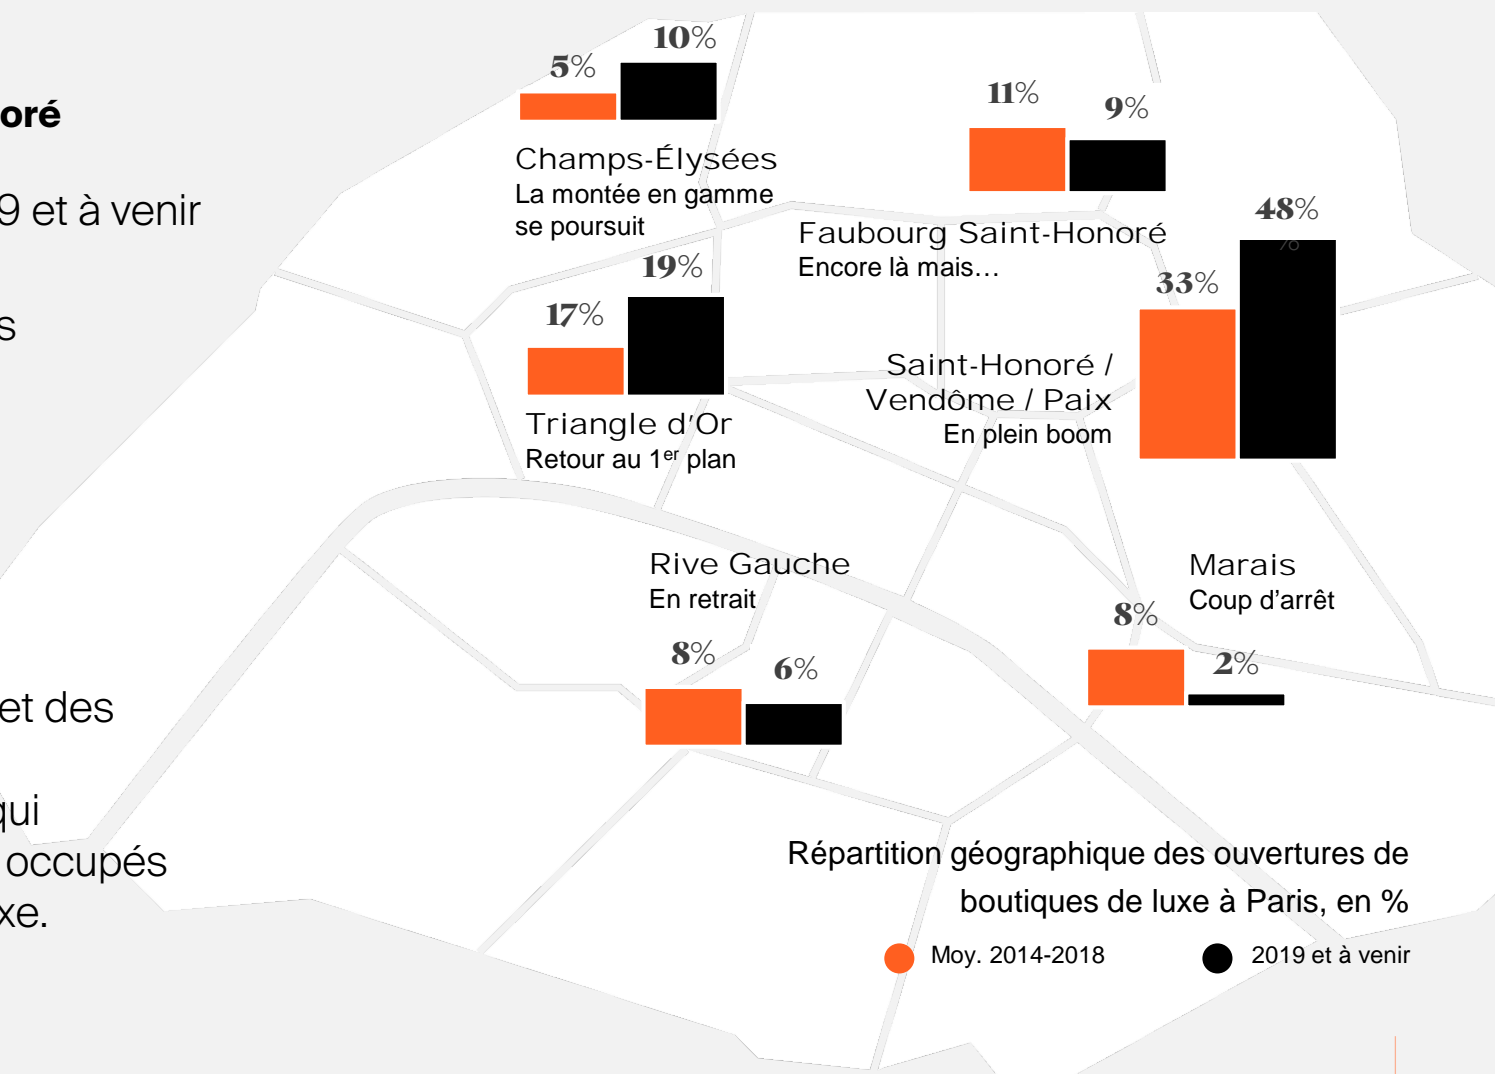 oré
9 et à venir
s
et des
qui
occupés
xe.
5%
10%
Champs-Élysées
La montée en gamme
se poursuit
11%
9%
Faubourg Saint-Honoré
Encore là mais…
17%
19%
Triangle d'Or
Retour au 1er plan
33%
48%
%
Saint-Honoré /
Vendôme / Paix
En plein boom
Rive Gauche
En retrait
8%
6%
Marais
Coup d'arrêt
8%
2%
Répartition géographique des ouvertures de
boutiques de luxe à Paris, en %
Moy. 2014-2018
2019 et à venir